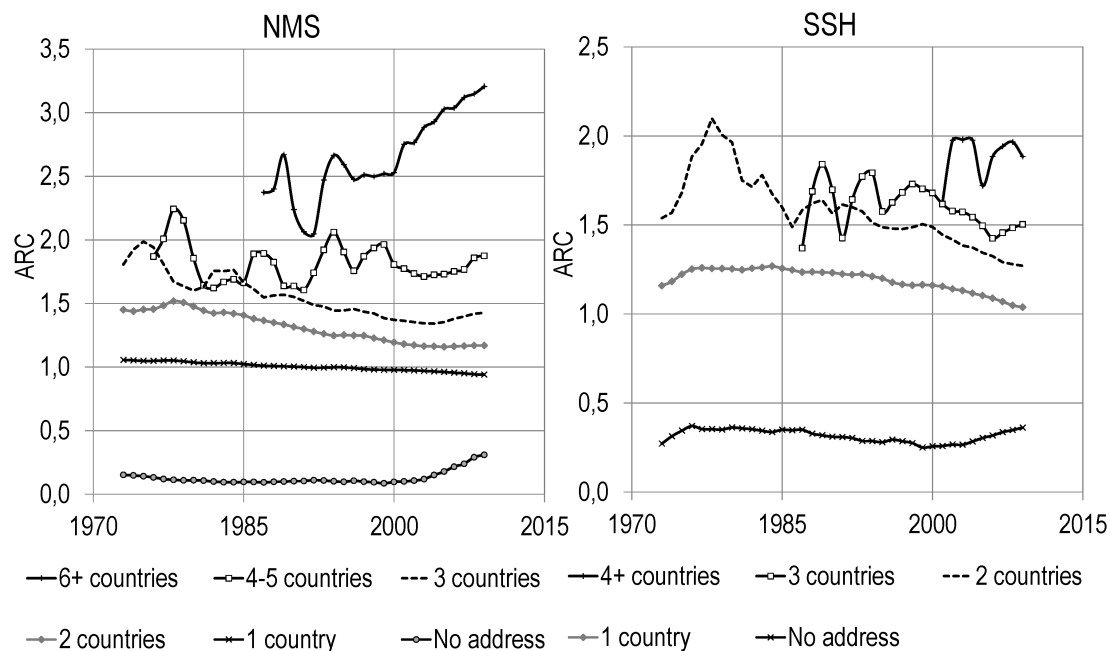 NMS
SSH
3,5
3,0
2,5
2,0
1,5
1,0
0,5
0,0
ARC
1970 1985 2000 2015
2,5
2,0
1,5
1,0
0,5
0,0
ARC
1970 1985 2000 2015
6+ countries 4-5 countries 3 countries
2 countries 1 country No address
4+ countries 3 countries 2 countries
1 country No address